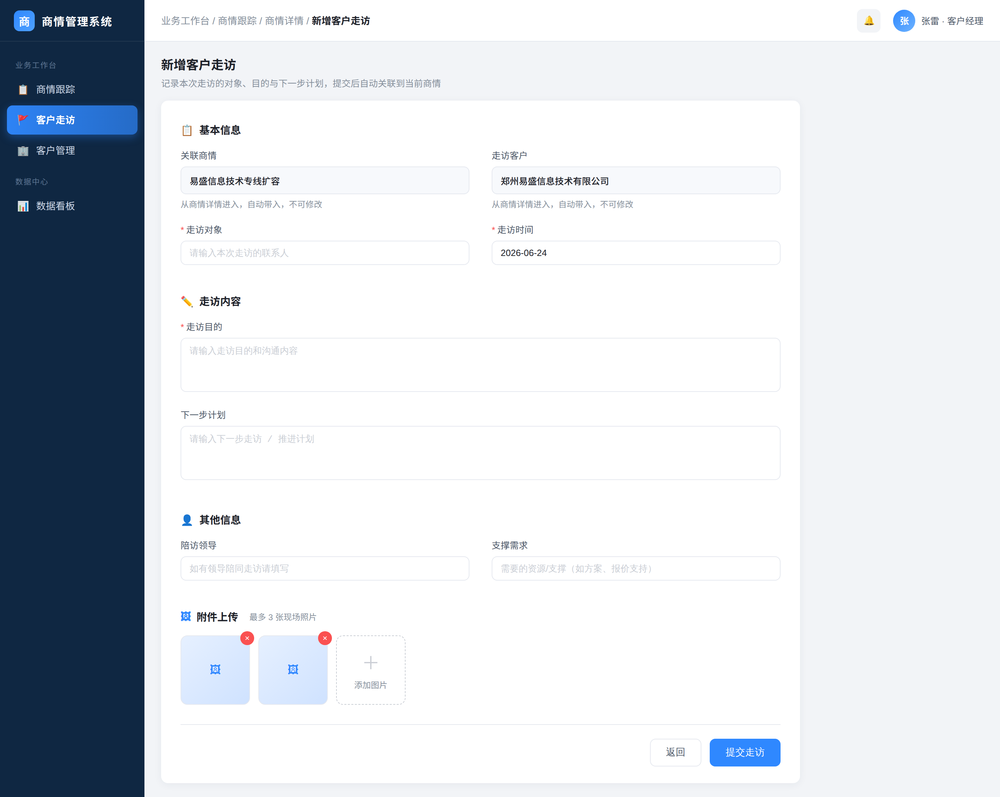 商 商情管理系统
业务工作台 / 商情跟踪 / 商情详情 / 新增客户走访
张 张雷 · 客户经理
业务工作台
商情跟踪
客户走访
客户管理
数据中心
数据看板
新增客户走访
记录本次走访的对象、目的与下一步计划，提交后自动关联到当前商情
基本信息
关联商情
易盛信息技术专线扩容
从商情详情进入，自动带入，不可修改
走访客户
郑州易盛信息技术有限公司
从商情详情进入，自动带入，不可修改
* 走访对象
请输入本次走访的联系人
* 走访时间
2026-06-24
走访内容
* 走访目的
请输入走访目的和沟通内容
下一步计划
请输入下一步走访 / 推进计划
其他信息
陪访领导
如有领导陪同走访请填写
支撑需求
需要的资源/支撑（如方案、报价支持）
附件上传 最多 3 张现场照片
添加图片
返回
提交走访